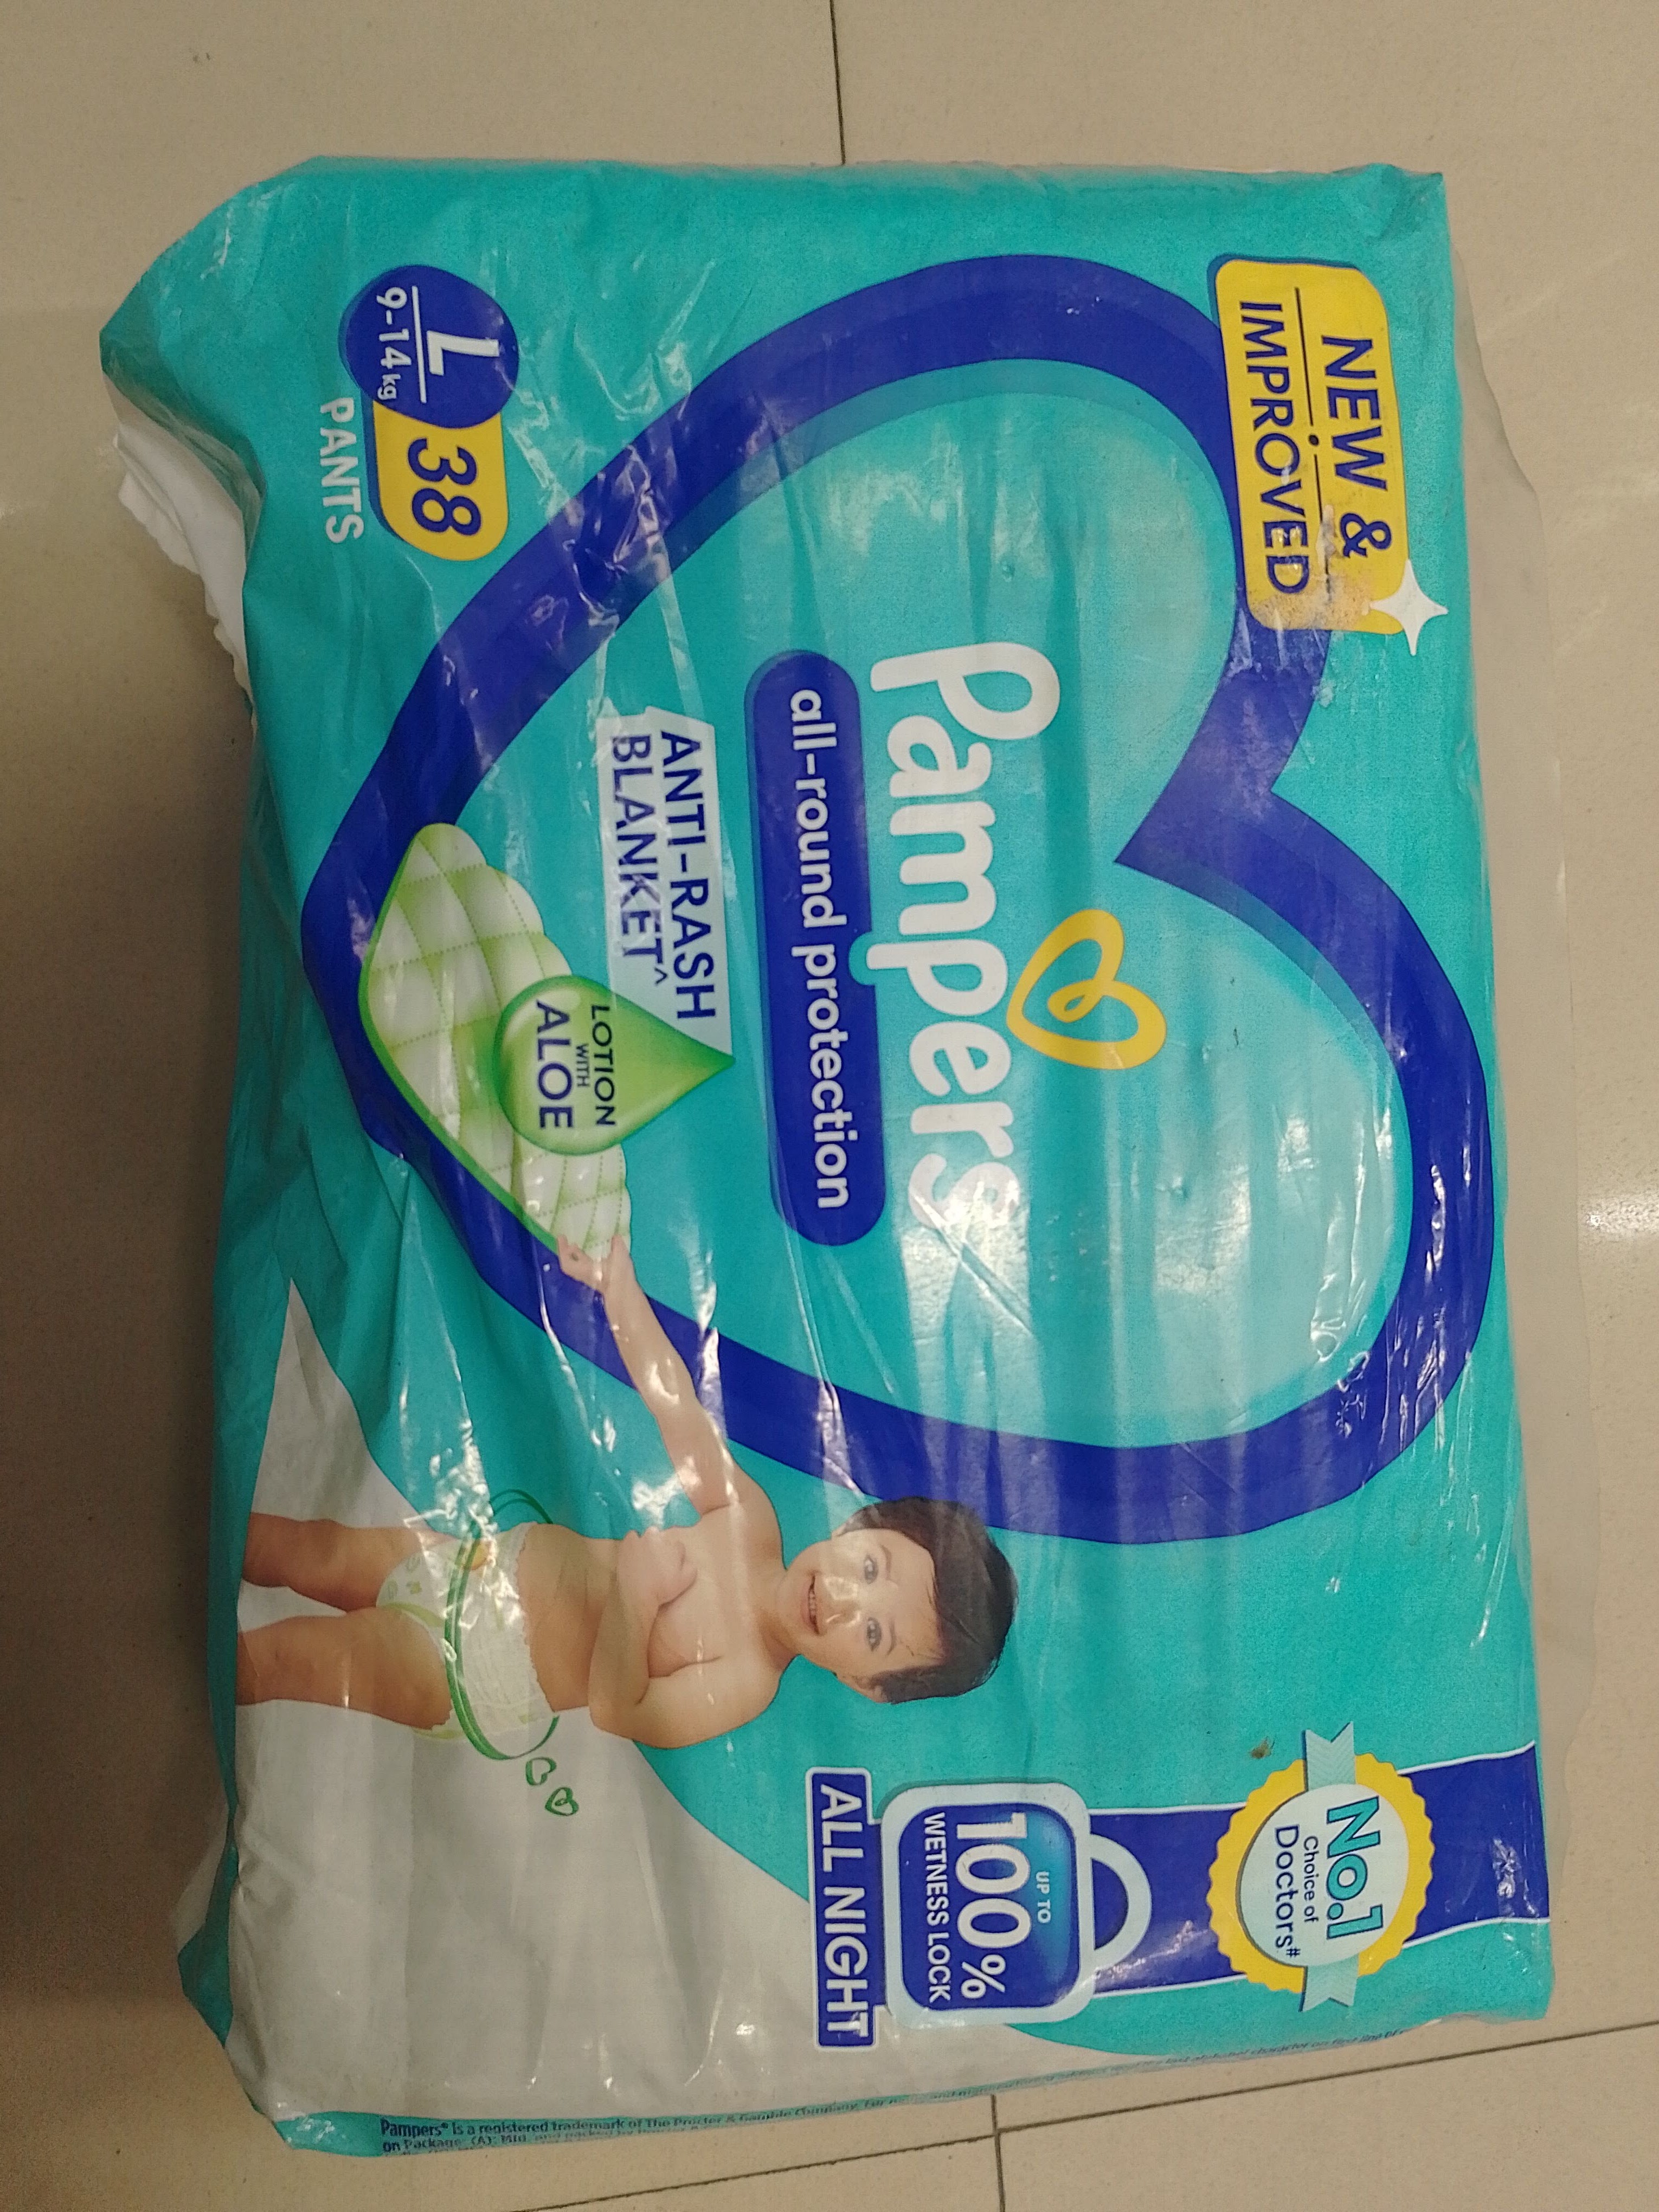 NEW &
IMPROVED
Pampers
all-round protection
ANTI-RASH
BLANKET^
LOTION
WITH
ALOE
L
9-14 kg
38
PANTS
No.1
Choice of
Doctors#
UP TO
100%
WETNESS LOCK
ALL NIGHT
Pampers® is a registered trademark of The Procter & Gamble Company.
on Package: (A):